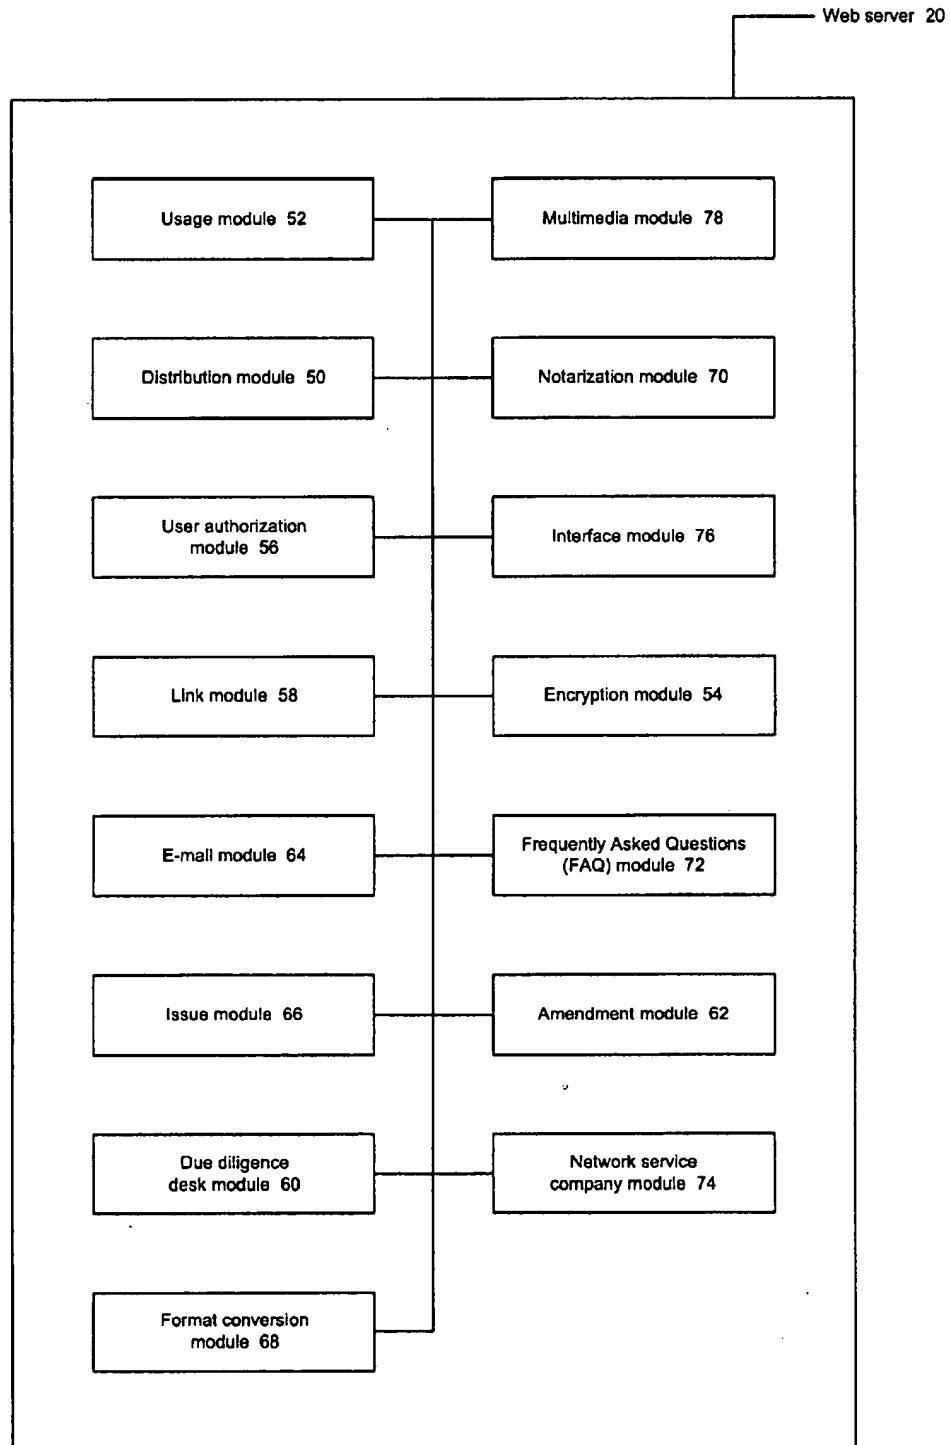 Web server 20
Usage module 52
Multimedia module 78
Distribution module 50
Notarization module 70
User authorization
module 56
Interface module 76
Link module 58
Encryption module 54
E-mail module 64
Frequently Asked Questions
(FAQ) module 72
Issue module 66
Amendment module 62
Due diligence
desk module 60
Network service
company module 74
Format conversion
module 68